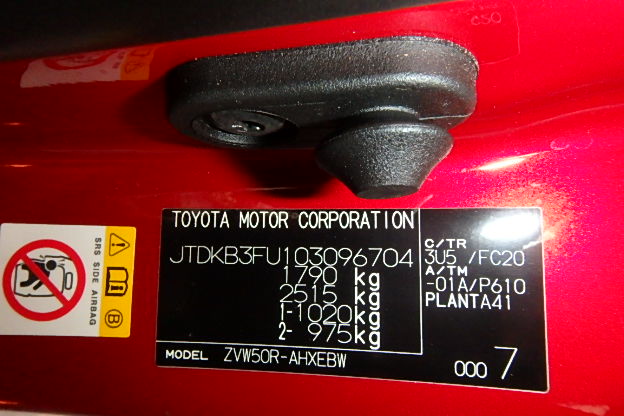 TOYOTA MOTOR CORPORATION
JTDKB3FU103096704
1790 kg
2515 kg
1-1020kg
2- 975kg
C/TR
3U5 /FC20
A/TM
-01A/P610
PLANTA41
MODEL ZVW50R-AHXEBW
000 7
SRS SIDE AIRBAG
B